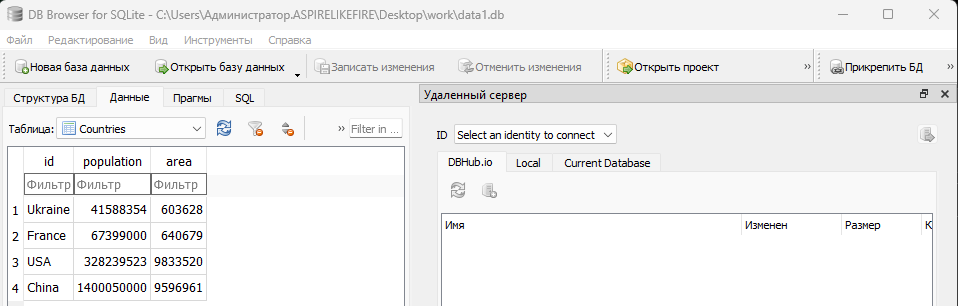 DB Browser for SQLite - C:\Users\Администратор.ASPIRELIKEFIRE\Desktop\work\data1.db
Файл Редактирование Вид Инструменты Справка
Новая база данных Открыть базу данных Записать изменения Отменить изменения Открыть проект » Прикрепить БД »
Структура БД Данные Прагмы SQL
Таблица: Countries » Filter in ...
id population area
Фильтр Фильтр Фильтр
1 Ukraine 41588354 603628
2 France 67399000 640679
3 USA 328239523 9833520
4 China 1400050000 9596961
Удаленный сервер
ID Select an identity to connect
DBHub.io Local Current Database
Имя Изменен Размер К